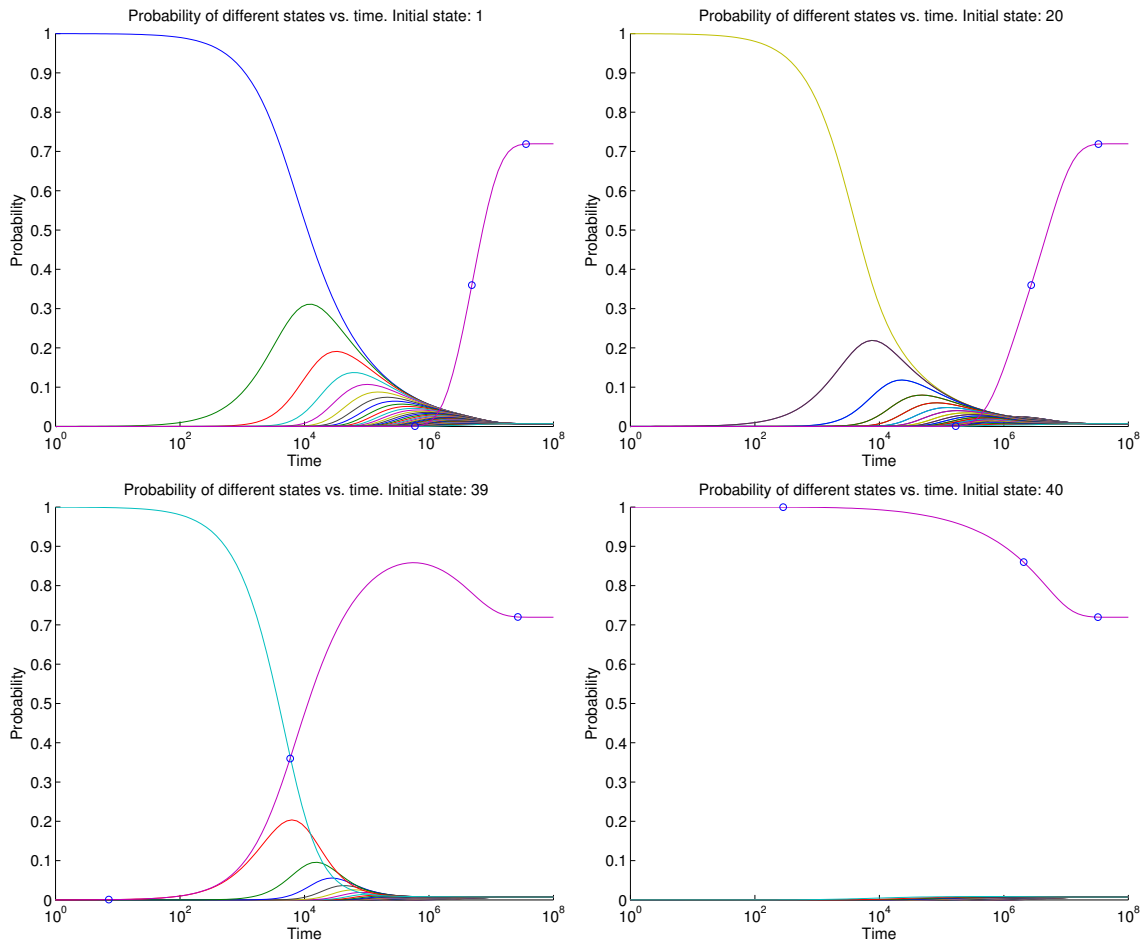 Probability of different states vs. time. Initial state: 1
1
0.9
0.8
0.7
0.6
0.5
0.4
0.3
0.2
0.1
0
Probability
10^0 10^2 10^4 10^6 10^8
Time
Probability of different states vs. time. Initial state: 20
1
0.9
0.8
0.7
0.6
0.5
0.4
0.3
0.2
0.1
0
Probability
10^0 10^2 10^4 10^6 10^8
Time
Probability of different states vs. time. Initial state: 39
1
0.9
0.8
0.7
0.6
0.5
0.4
0.3
0.2
0.1
0
Probability
10^0 10^2 10^4 10^6 10^8
Time
Probability of different states vs. time. Initial state: 40
1
0.9
0.8
0.7
0.6
0.5
0.4
0.3
0.2
0.1
0
Probability
10^0 10^2 10^4 10^6 10^8
Time